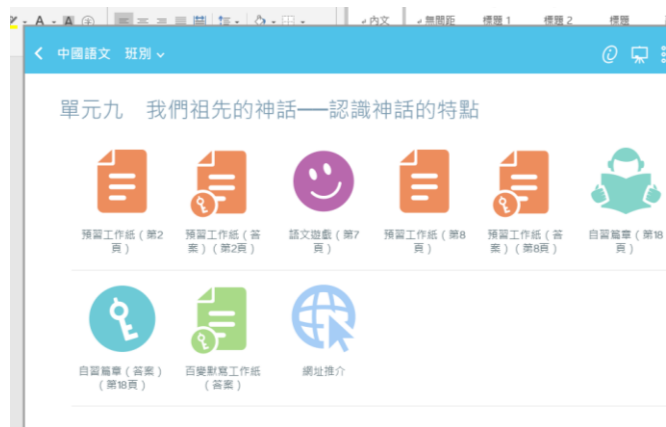 A A
內文 無間距 標題 1 標題 2 標題
中國語文 班別
單元九 我們祖先的神話——認識神話的特點
預習工作紙(第2
頁)
預習工作紙(答
案)(第2頁)
語文遊戲(第7
頁)
預習工作紙(第8
頁)
預習工作紙(答
案)(第8頁)
自習篇章(第18
頁)
自習篇章(答案)
(第18頁)
百變默寫工作紙
(答案)
網址推介